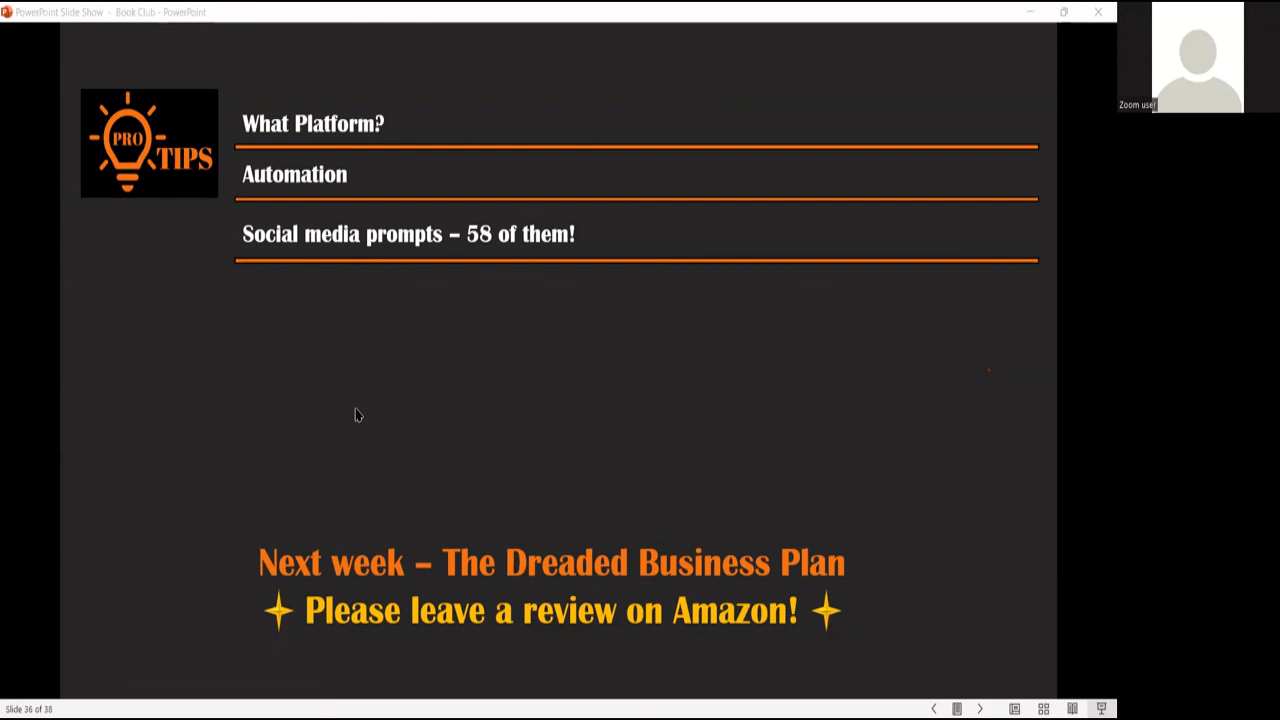 PowerPoint Slide Show - Book Club - PowerPoint
Zoom user
PRO
TIPS
What Platform?
Automation
Social media prompts – 58 of them!
Next week – The Dreaded Business Plan
Please leave a review on Amazon!
Slide 36 of 38